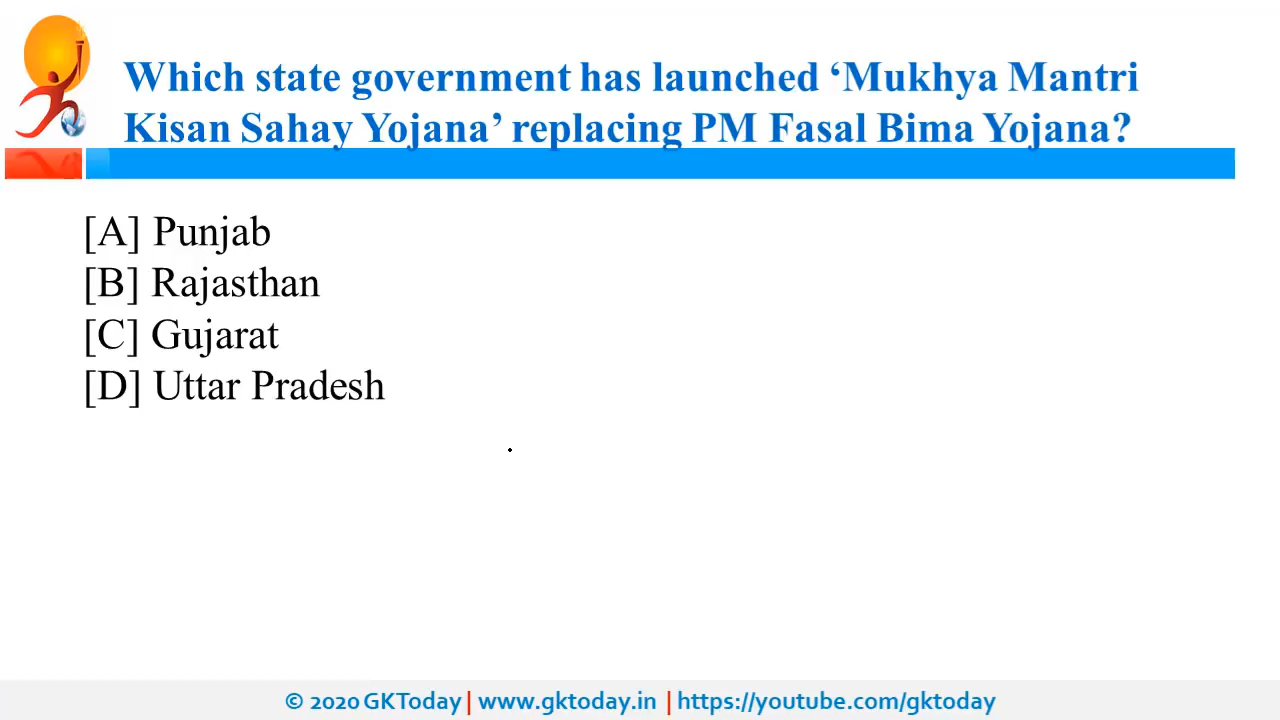 Which state government has launched ‘Mukhya Mantri
Kisan Sahay Yojana’ replacing PM Fasal Bima Yojana?
[A] Punjab
[B] Rajasthan
[C] Gujarat
[D] Uttar Pradesh
.
© 2020 GKToday | www.gktoday.in | https://youtube.com/gktoday